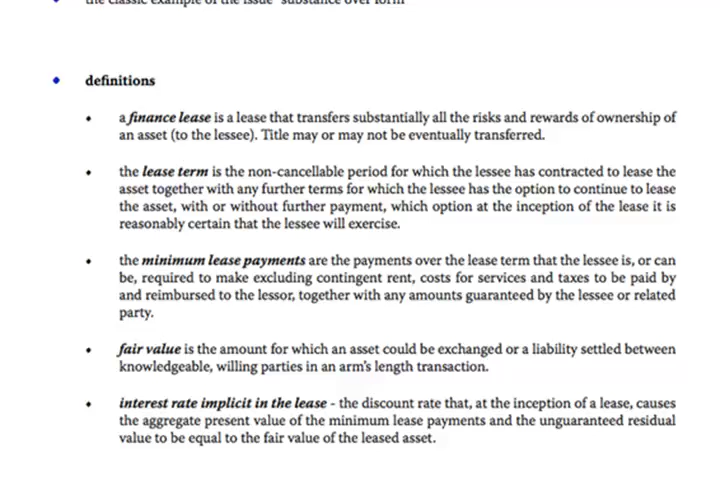 the classic example of the issue "substance over form"
definitions
a finance lease is a lease that transfers substantially all the risks and rewards of ownership of
an asset (to the lessee). Title may or may not be eventually transferred.
the lease term is the non-cancellable period for which the lessee has contracted to lease the
asset together with any further terms for which the lessee has the option to continue to lease
the asset, with or without further payment, which option at the inception of the lease it is
reasonably certain that the lessee will exercise.
the minimum lease payments are the payments over the lease term that the lessee is, or can
be, required to make excluding contingent rent, costs for services and taxes to be paid by
and reimbursed to the lessor, together with any amounts guaranteed by the lessee or related
party.
fair value is the amount for which an asset could be exchanged or a liability settled between
knowledgeable, willing parties in an arm's length transaction.
interest rate implicit in the lease - the discount rate that, at the inception of a lease, causes
the aggregate present value of the minimum lease payments and the unguaranteed residual
value to be equal to the fair value of the leased asset.